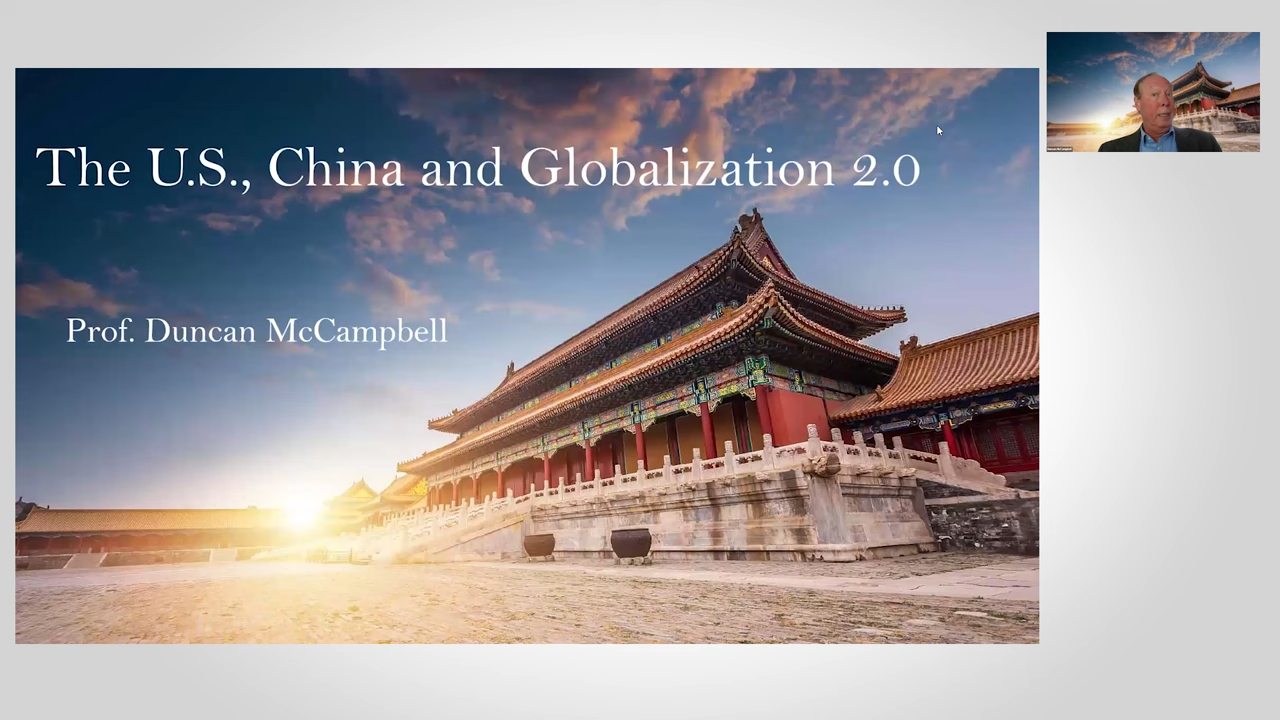 The U.S., China and Globalization 2.0
Prof. Duncan McCampbell